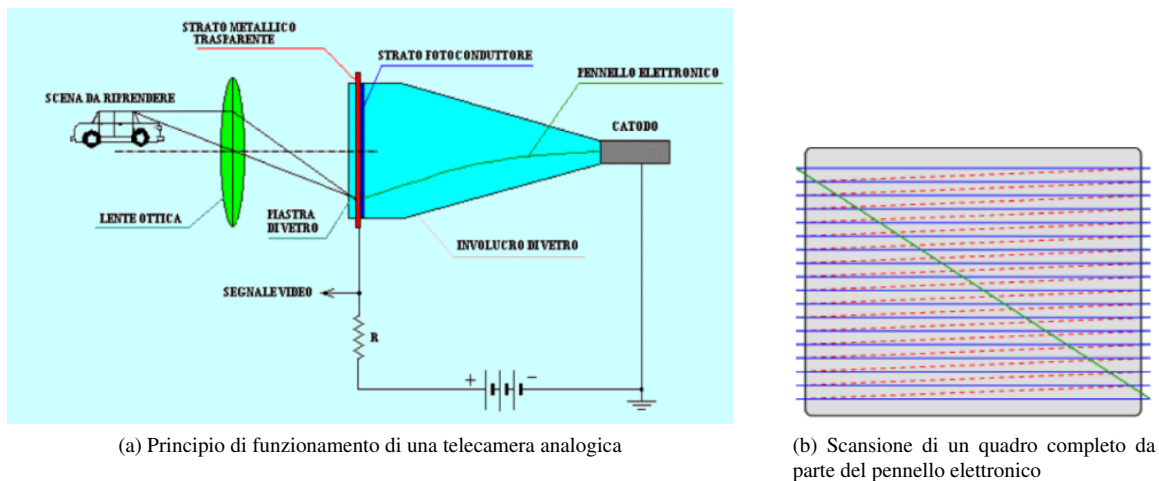 STRATO METALLICO
TRASPARENTE
STRATO FOTOCONDUTTORE
PENNELLO ELETTRONICO
SCENA DA RIPRENDERE
CATODO
LENTE OTTICA
PIASTRA
DI VETRO
INVOLUCRO DI VETRO
SEGNALE VIDEO
R
+ −
(a) Principio di funzionamento di una telecamera analogica
(b) Scansione di un quadro completo da
parte del pennello elettronico